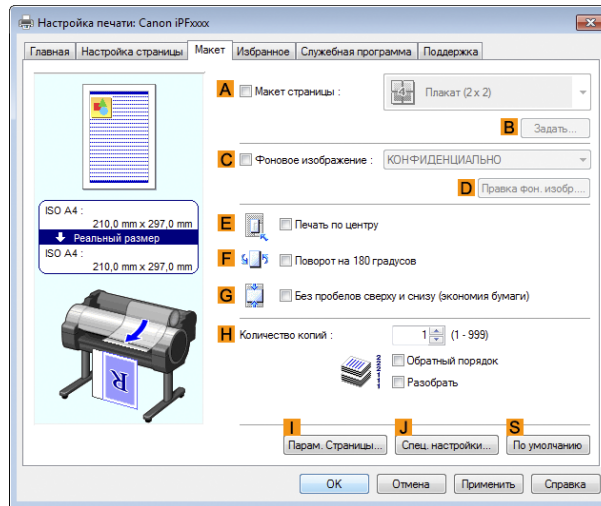 Настройка печати: Canon iPFxxxx
Главная Настройка страницы Макет Избранное Служебная программа Поддержка
A Макет страницы : 4 Плакат (2 x 2)
B Задать...
C Фоновое изображение : КОНФИДЕНЦИАЛЬНО
D Правка фон. изобр....
ISO A4 :
210,0 mm x 297,0 mm
Реальный размер
ISO A4 :
210,0 mm x 297,0 mm
E Печать по центру
F Поворот на 180 градусов
G Без пробелов сверху и снизу (экономия бумаги)
H Количество копий : 1 (1 - 999)
Обратный порядок
Разобрать
R
I J S
Парам. Страницы... Спец. настройки... По умолчанию
OK Отмена Применить Справка